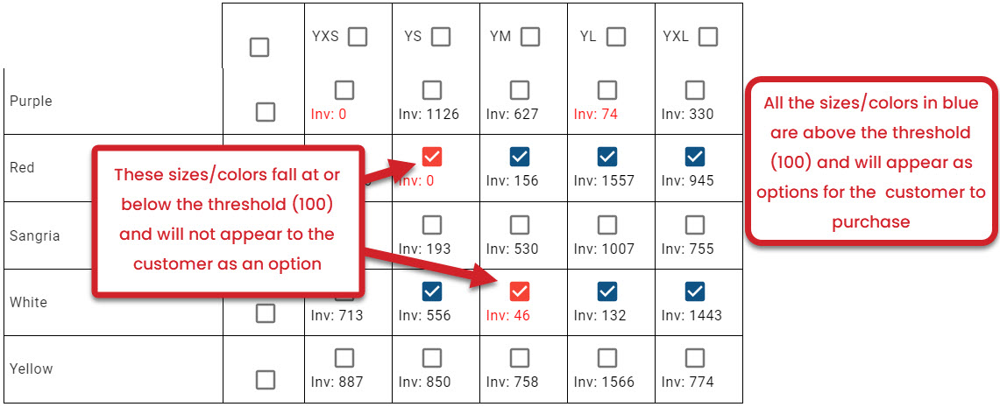 YXS YS YM YL YXL
Purple
Inv: 0 Inv: 1126 Inv: 627 Inv: 74 Inv: 330
Red
Inv: 0 Inv: 156 Inv: 1557 Inv: 945
Sangria
Inv: 193 Inv: 530 Inv: 1007 Inv: 755
White
Inv: 713 Inv: 556 Inv: 46 Inv: 132 Inv: 1443
Yellow
Inv: 887 Inv: 850 Inv: 758 Inv: 1566 Inv: 774
These sizes/colors fall at or
below the threshold (100)
and will not appear to the
customer as an option
All the sizes/colors in blue
are above the threshold
(100) and will appear as
options for the customer to
purchase